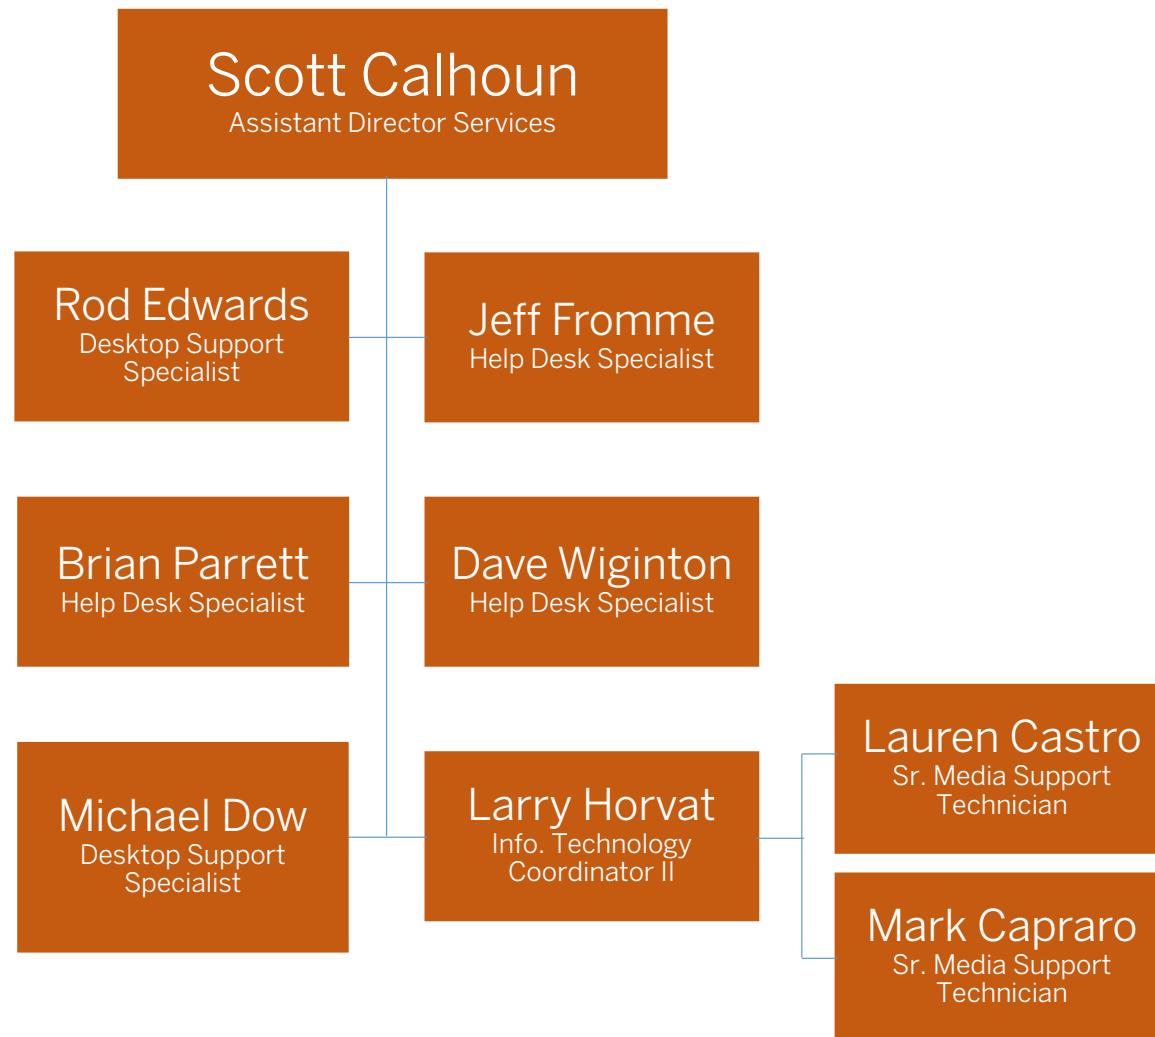 Scott Calhoun
Assistant Director Services
Rod Edwards
Desktop Support
Specialist
Jeff Fromme
Help Desk Specialist
Brian Parrett
Help Desk Specialist
Dave Wiginton
Help Desk Specialist
Michael Dow
Desktop Support
Specialist
Larry Horvat
Info. Technology
Coordinator II
Lauren Castro
Sr. Media Support
Technician
Mark Capraro
Sr. Media Support
Technician